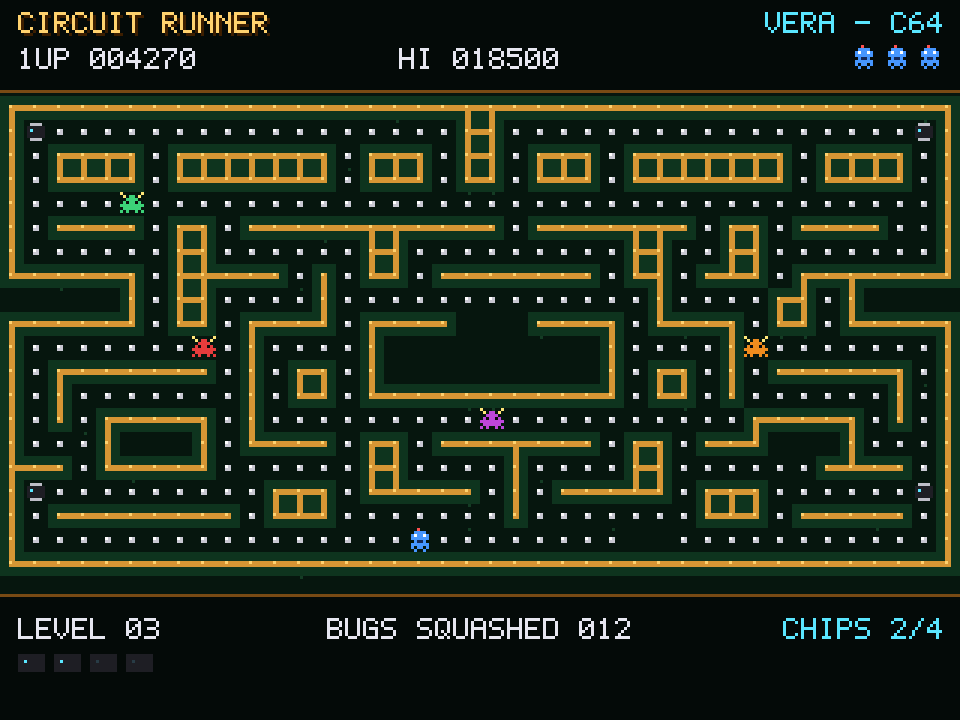 CIRCUIT RUNNER
VERA - C64
1UP 004270
HI 018500
LEVEL 03
BUGS SQUASHED 012
CHIPS 2/4